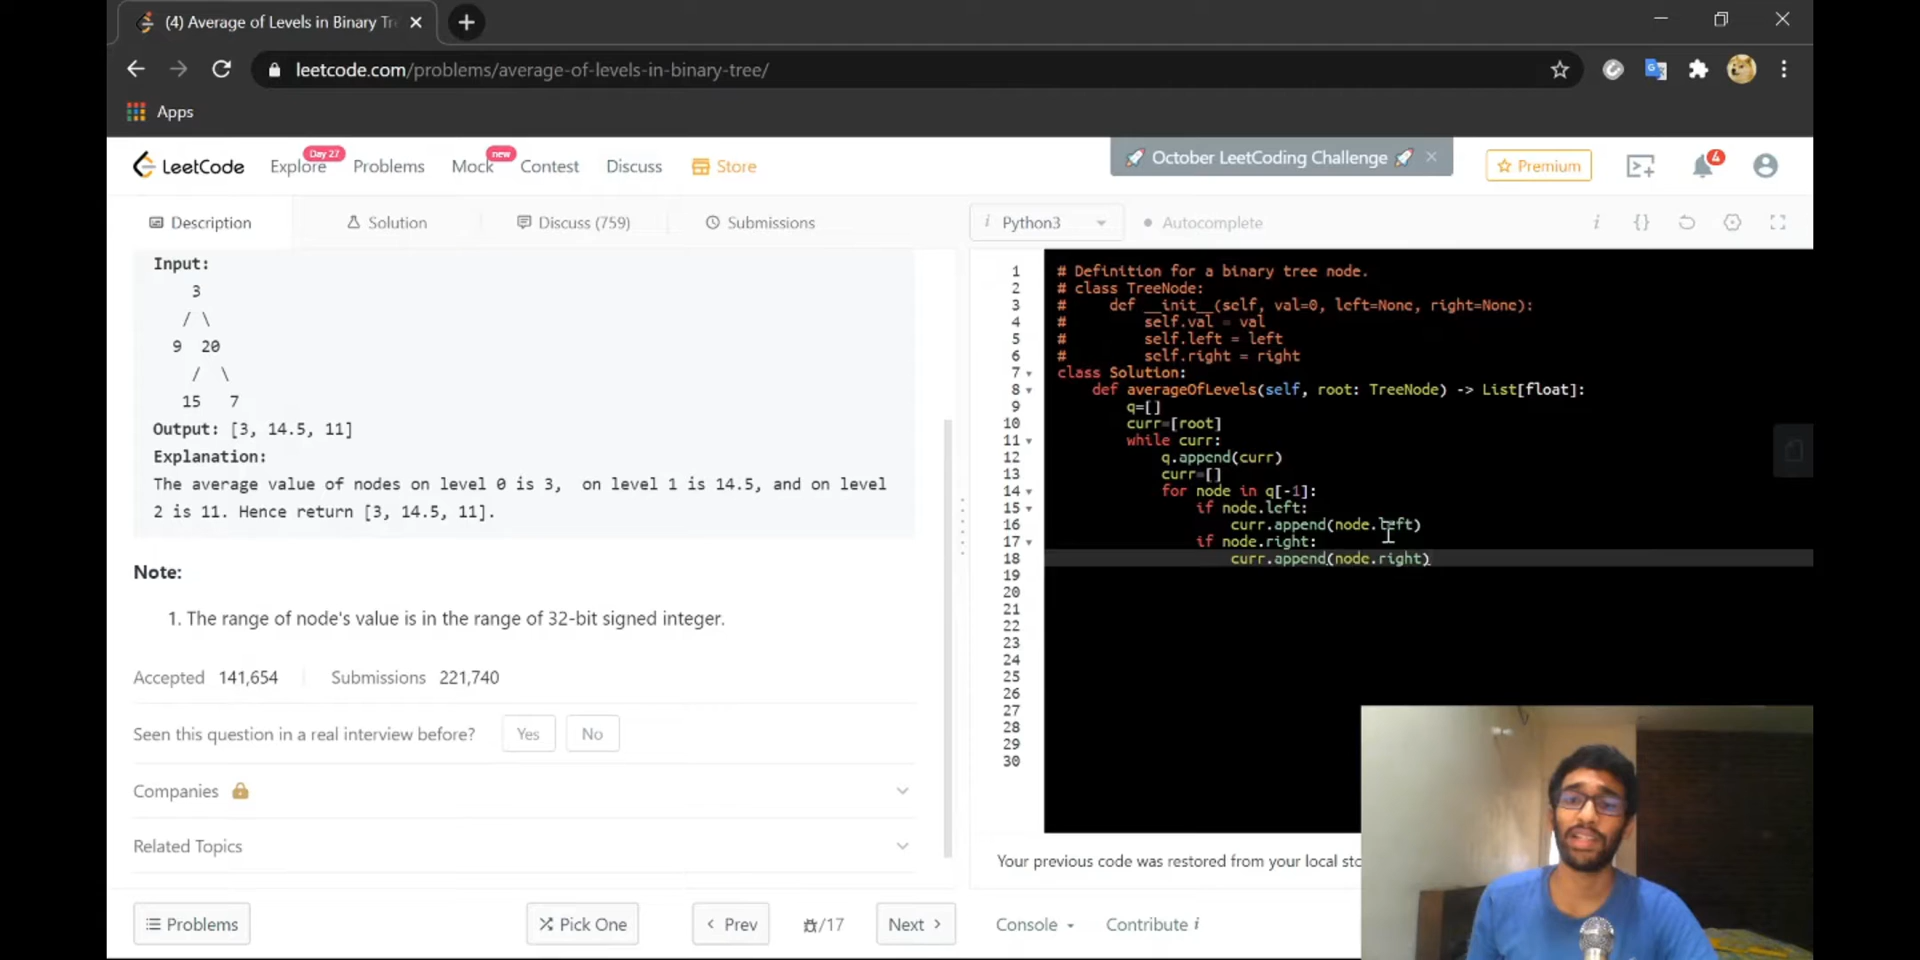 (4) Average of Levels in Binary Tr
leetcode.com/problems/average-of-levels-in-binary-tree/
Apps
LeetCode
Explore
Day 27
Problems
Mock
new
Contest
Discuss
Store
October LeetCoding Challenge
Premium
4
Description
Solution
Discuss (759)
Submissions
i Python3
Autocomplete
i {}
Input:
3
/ \
9 20
/ \
15 7
Output: [3, 14.5, 11]
Explanation:
The average value of nodes on level 0 is 3, on level 1 is 14.5, and on level
2 is 11. Hence return [3, 14.5, 11].
Note:
1. The range of node's value is in the range of 32-bit signed integer.
Accepted 141,654 Submissions 221,740
Seen this question in a real interview before? Yes No
Companies
Related Topics
Problems
Pick One
Prev
/17
Next
1 # Definition for a binary tree node.
2 # class TreeNode:
3 # def __init__(self, val=0, left=None, right=None):
4 # self.val = val
5 # self.left = left
6 # self.right = right
7 class Solution:
8 def averageOfLevels(self, root: TreeNode) -> List[float]:
9 q=[]
10 curr=[root]
11 while curr:
12 q.append(curr)
13 curr=[]
14 for node in q[-1]:
15 if node.left:
16 curr.append(node.left)
17 if node.right:
18 curr.append(node.right)
19
20
21
22
23
24
25
26
27
28
29
30
Your previous code was restored from your local sto
Console
Contribute i